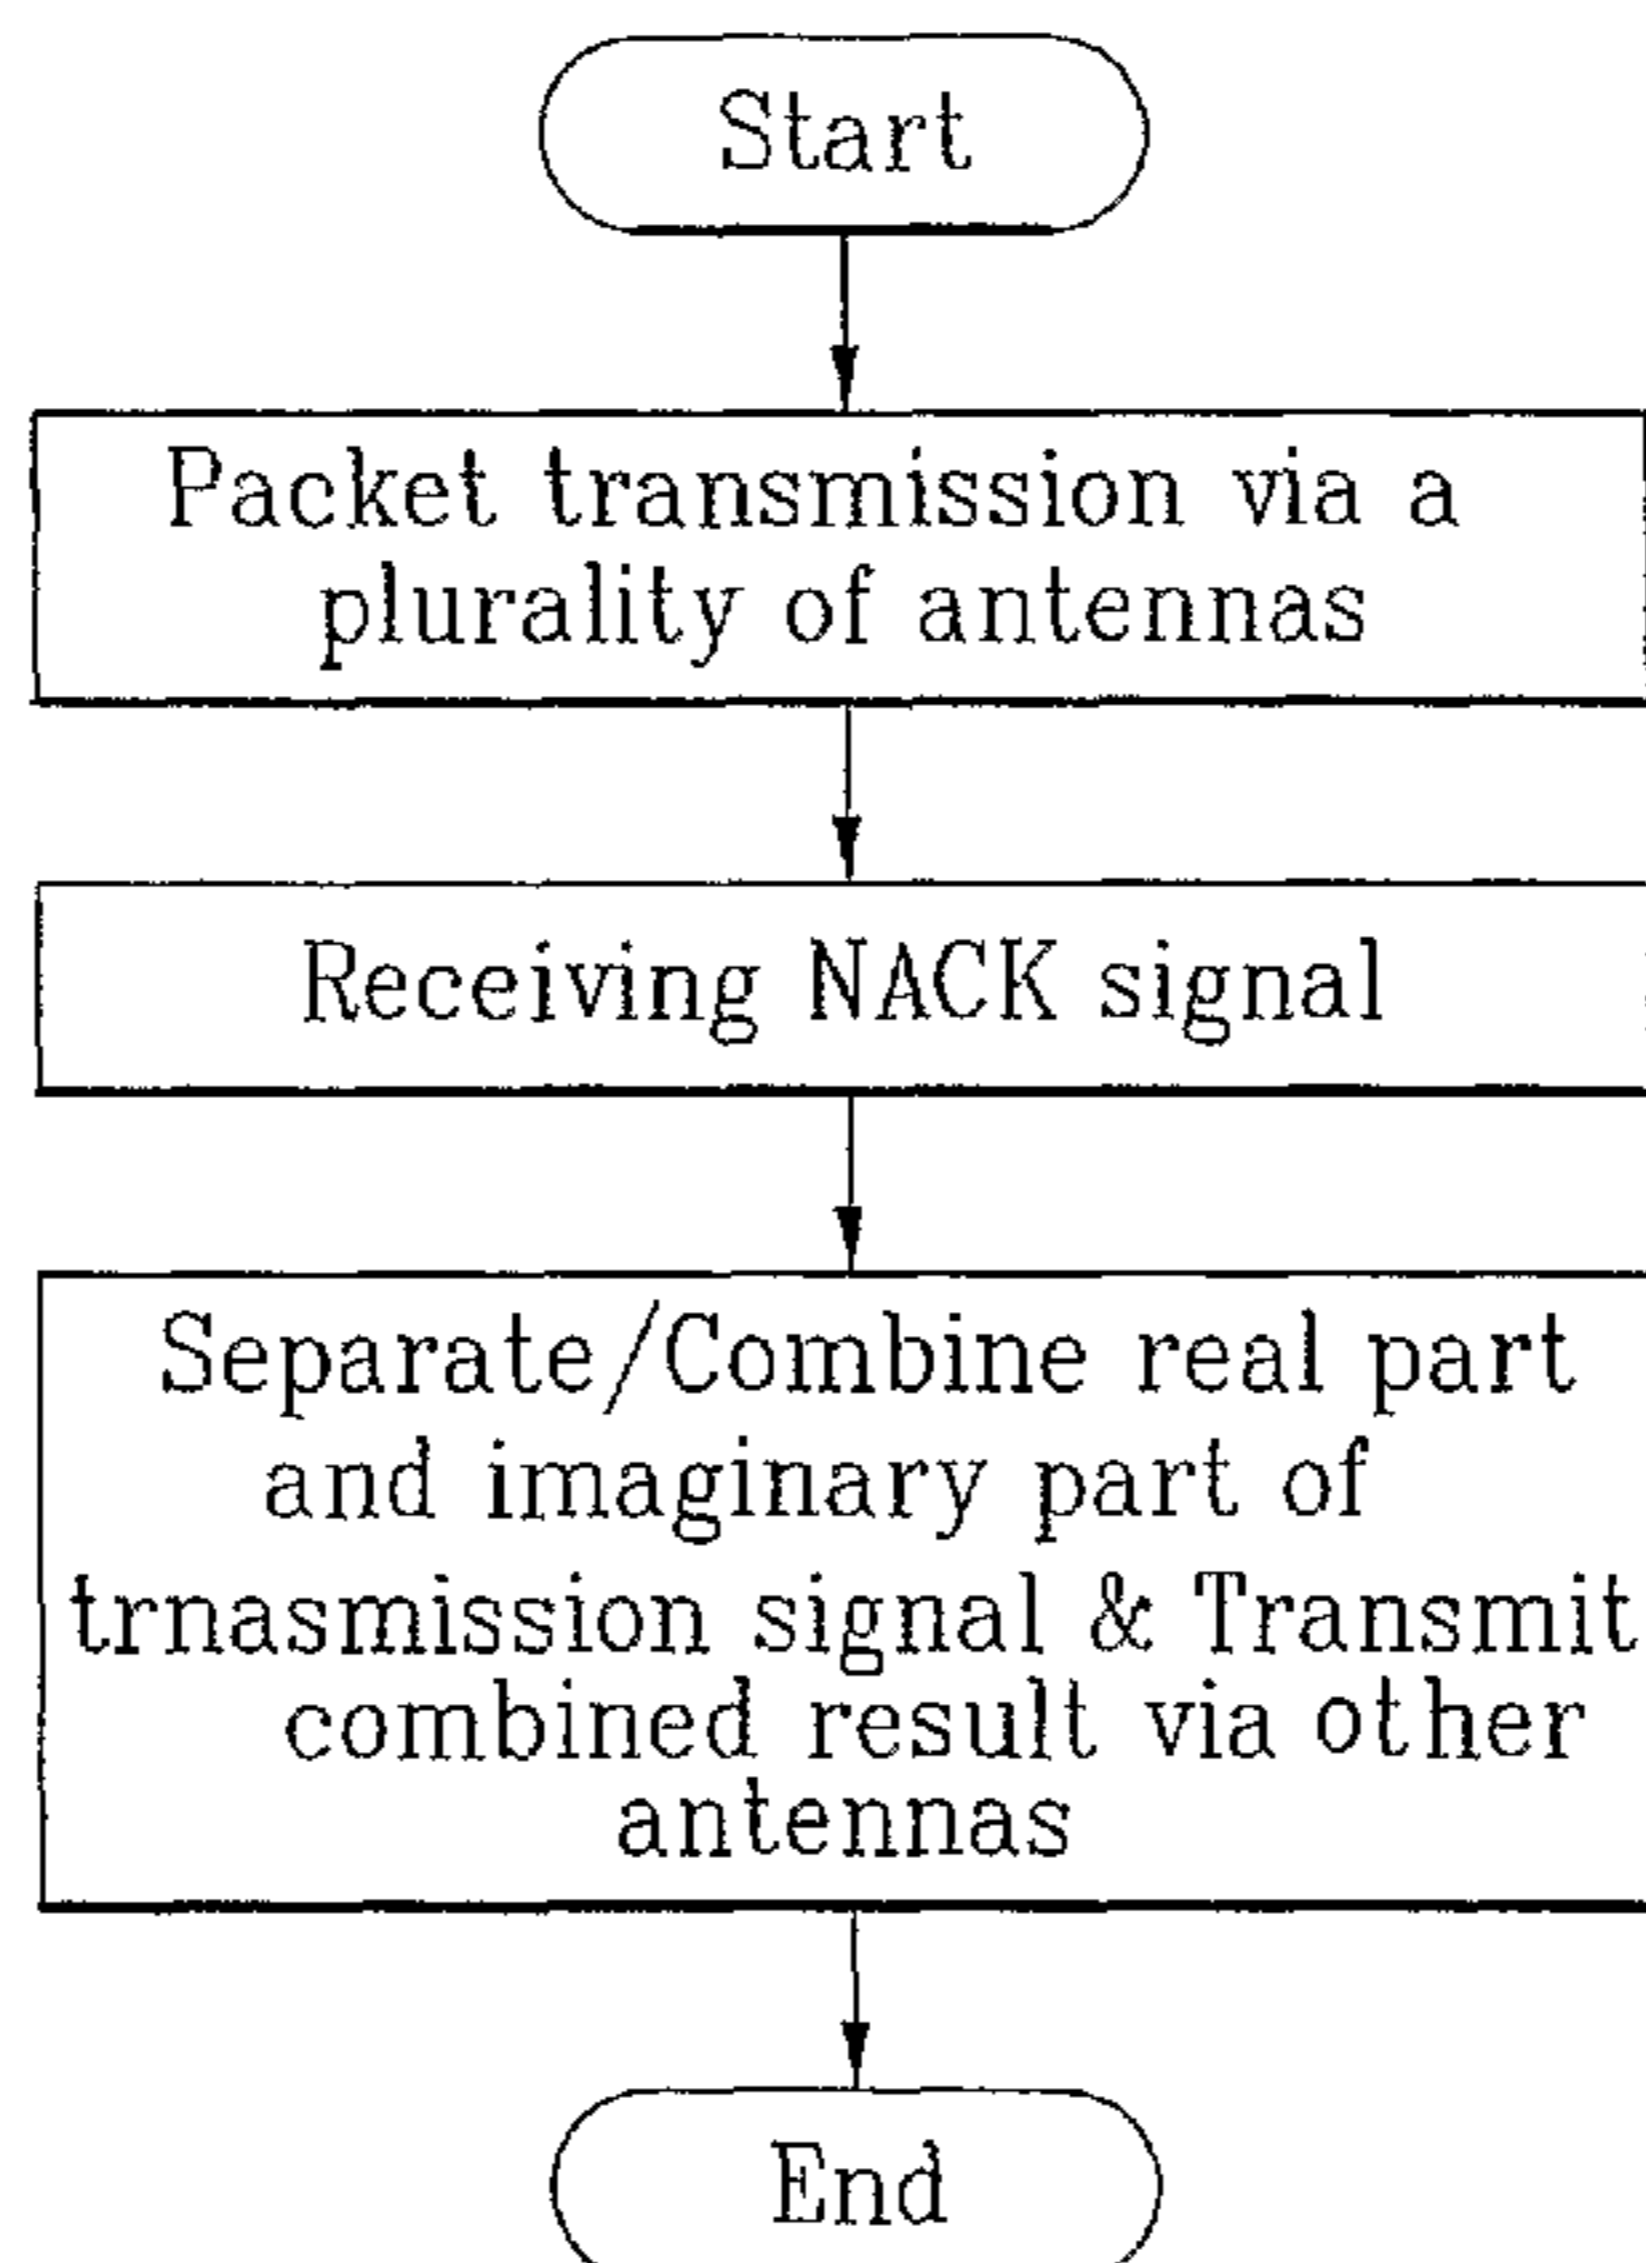 Start
Packet transmission via a
plurality of antennas
Receiving NACK signal
Separate/Combine real part
and imaginary part of
trnasmission signal & Transmit
combined result via other
antennas
End